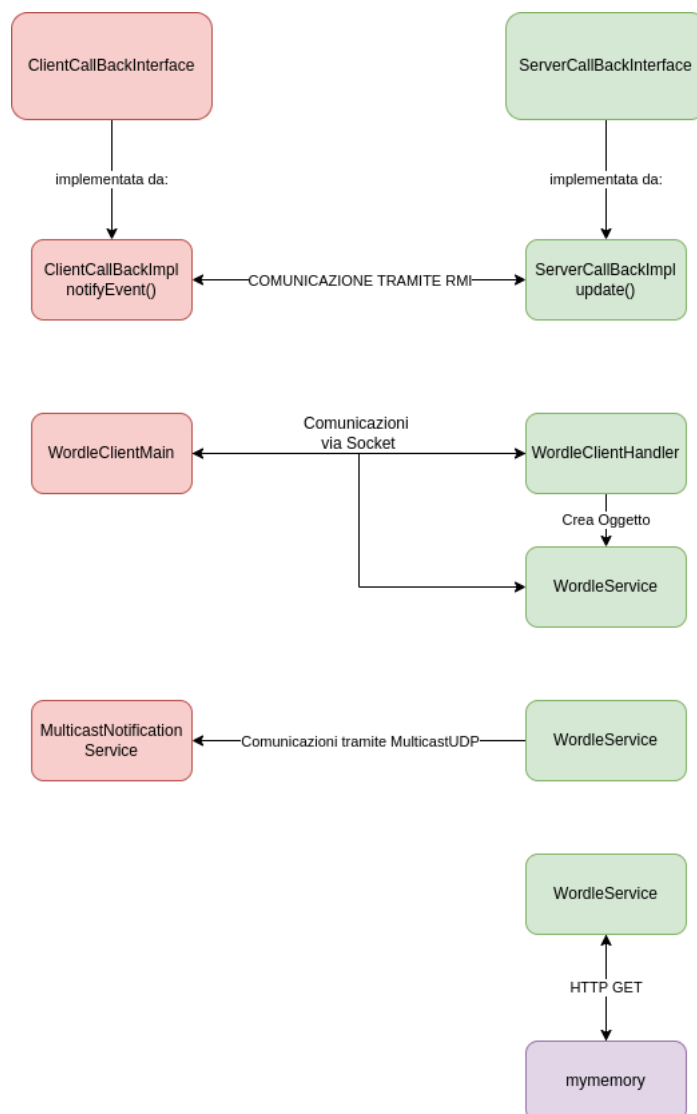 ClientCallBackInterface
ServerCallBackInterface
implementata da:
implementata da:
ClientCallBackImpl
notifyEvent()
COMUNICAZIONE TRAMITE RMI
ServerCallBackImpl
update()
WordleClientMain
Comunicazioni
via Socket
WordleClientHandler
Crea Oggetto
WordleService
MulticastNotification
Service
Comunicazioni tramite MulticastUDP
WordleService
WordleService
HTTP GET
mymemory